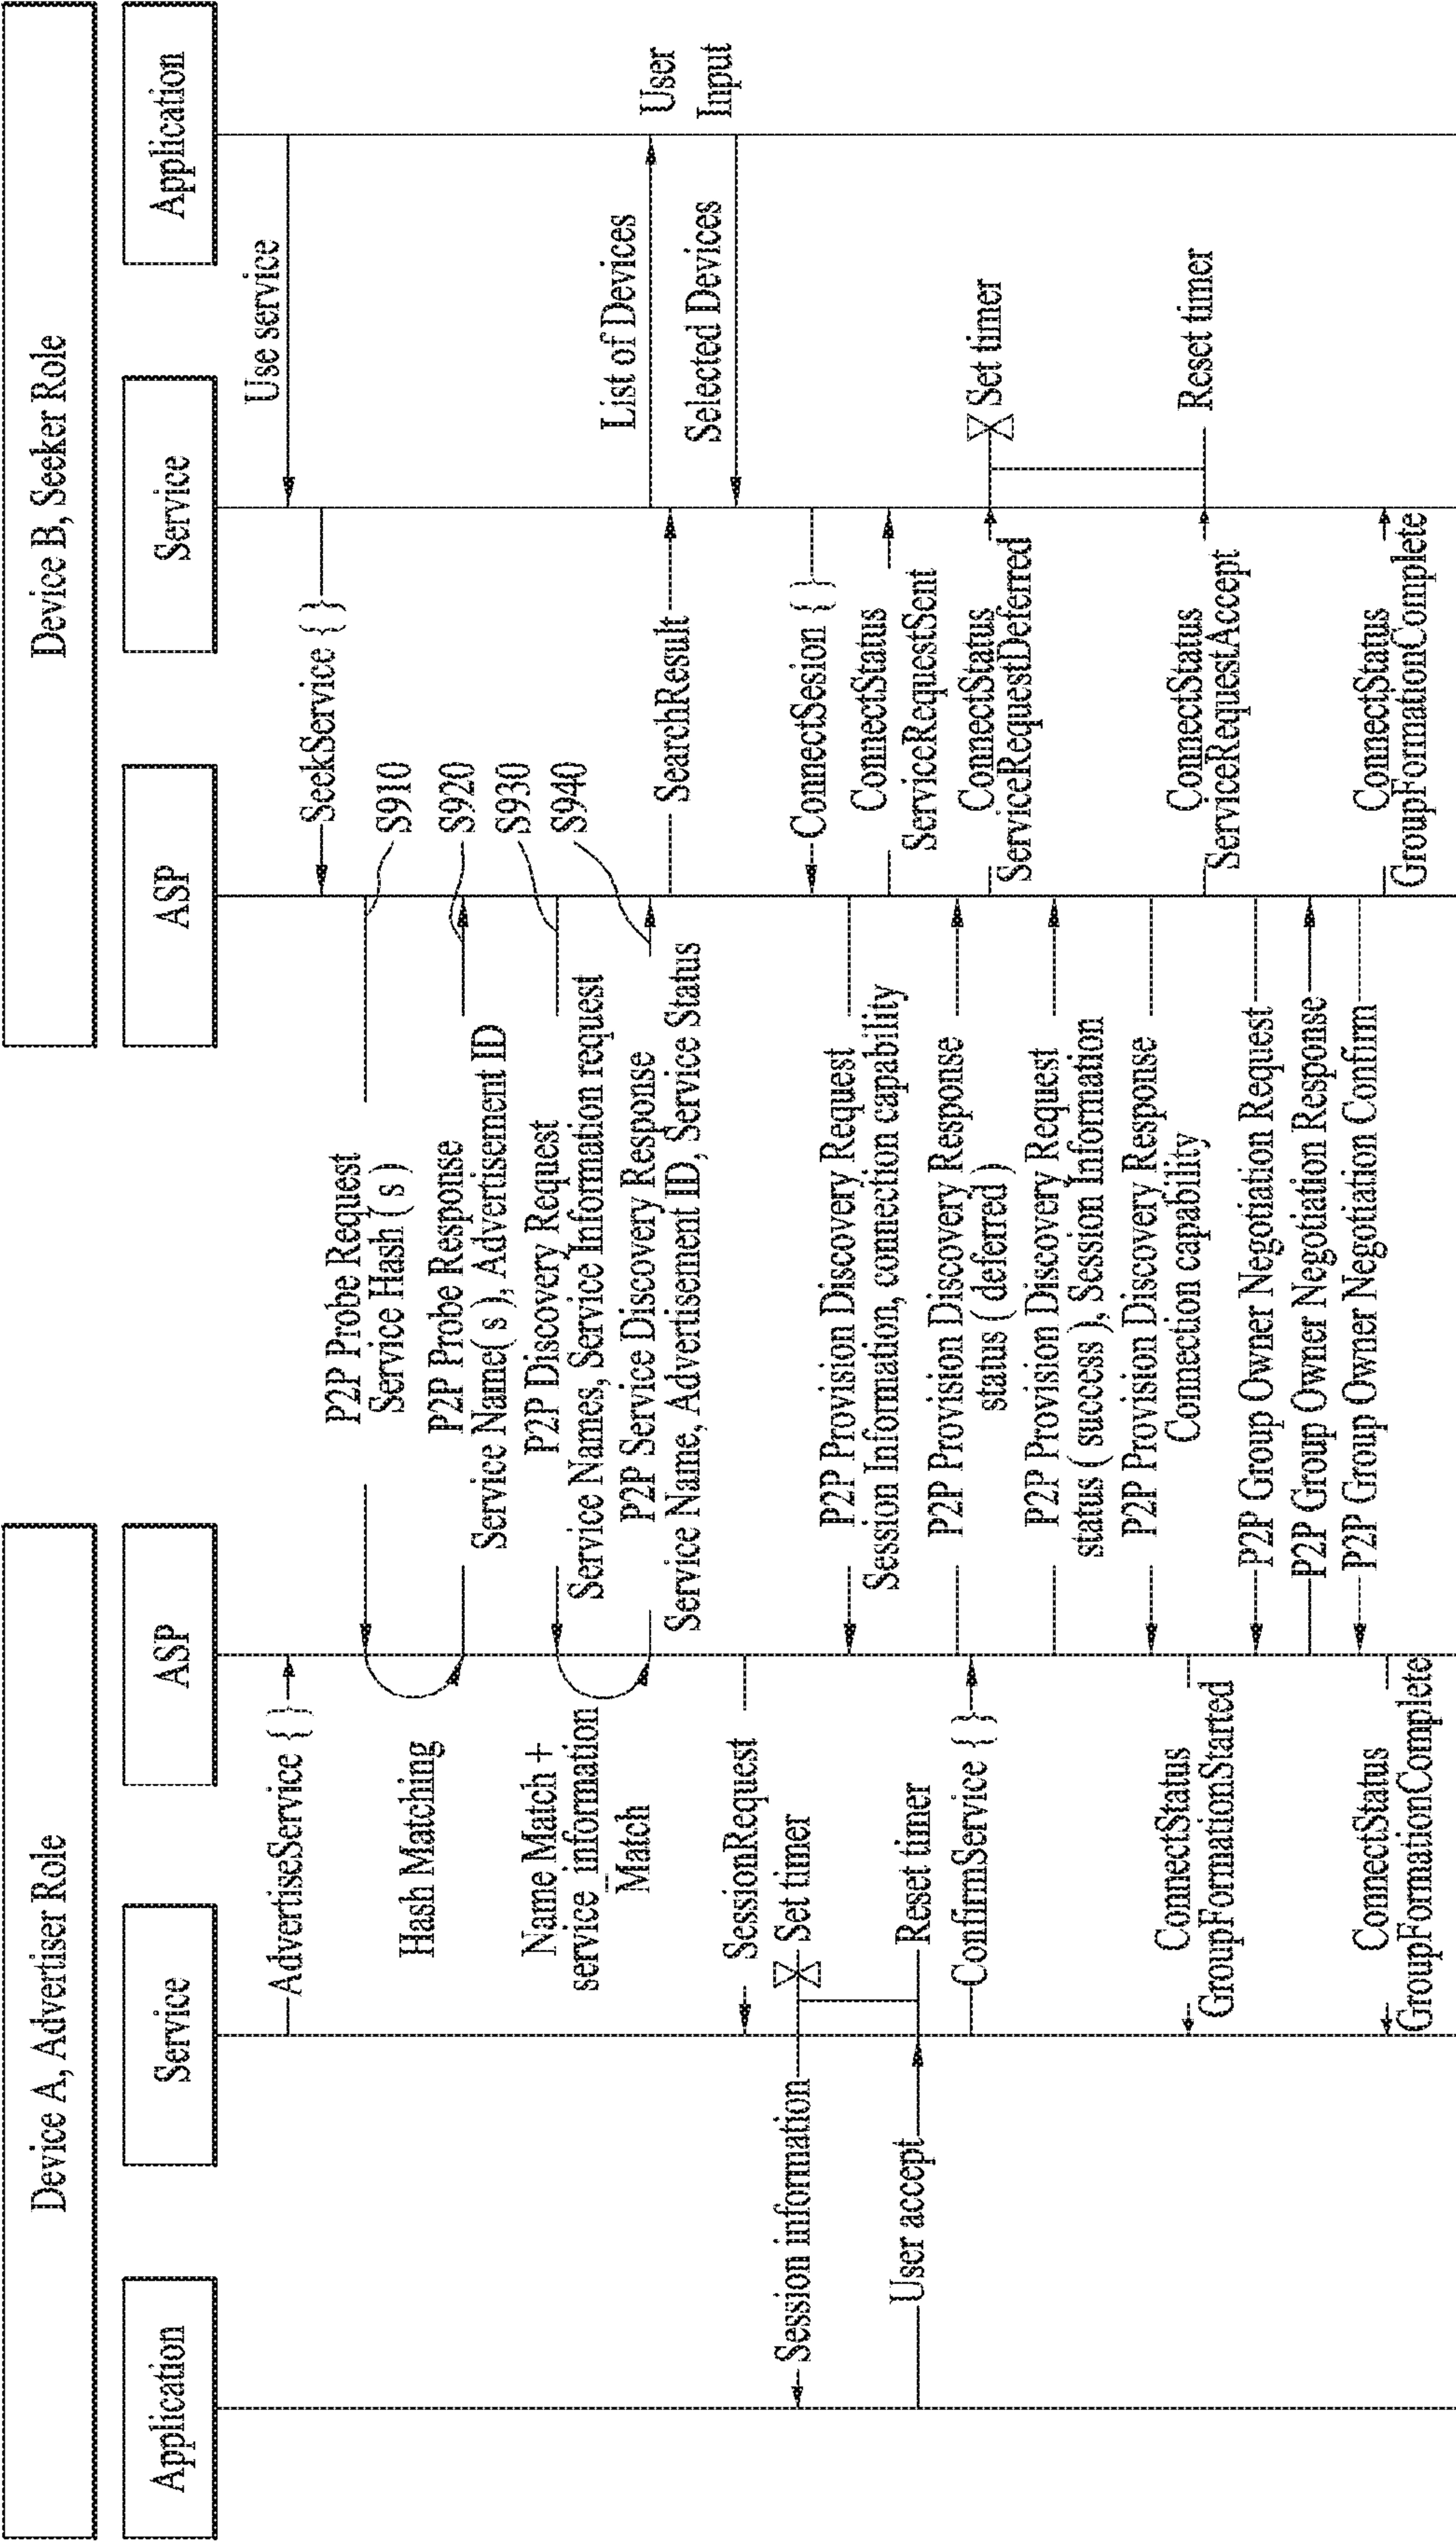 Device A, Advertiser Role
Device B, Seeker Role
Application
Service
ASP
ASP
Service
Application
AdvertiseService { }
Use service
SeekService { }
P2P Probe Request
Service Hash ( s )
S910
Hash Matching
P2P Probe Response
Service Name( s ), Advertisement ID
S920
P2P Discovery Request
Service Names, Service Information request
S930
Name Match +
service information
Match
P2P Service Discovery Response
Service Name, Advertisement ID, Service Status
S940
SearchResult
List of Devices
User
Input
Selected Devices
SessionRequest
ConnectSesion { }
Session information
Set timer
P2P Provision Discovery Request
Session Information, connection capability
ConnectStatus
ServiceRequestSent
User accept
Reset timer
P2P Provision Discovery Response
status ( deferred )
ConnectStatus
ServiceRequestDeferred
Set timer
ConfirmService { }
P2P Provision Discovery Request
status ( success ), Session Information
P2P Provision Discovery Response
Connection capability
ConnectStatus
GroupFormationStarted
ConnectStatus
ServiceRequestAccept
Reset timer
P2P Group Owner Negotiation Request
P2P Group Owner Negotiation Response
P2P Group Owner Negotiation Confirm
ConnectStatus
GroupFormationComplete
ConnectStatus
GroupFormationComplete